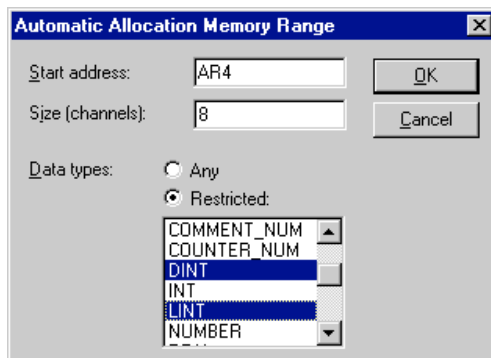 Automatic Allocation Memory Range
Start address: AR4
OK
Size (channels): 8
Cancel
Data types: Any
Restricted:
COMMENT_NUM
COUNTER_NUM
DINT
INT
LINT
NUMBER